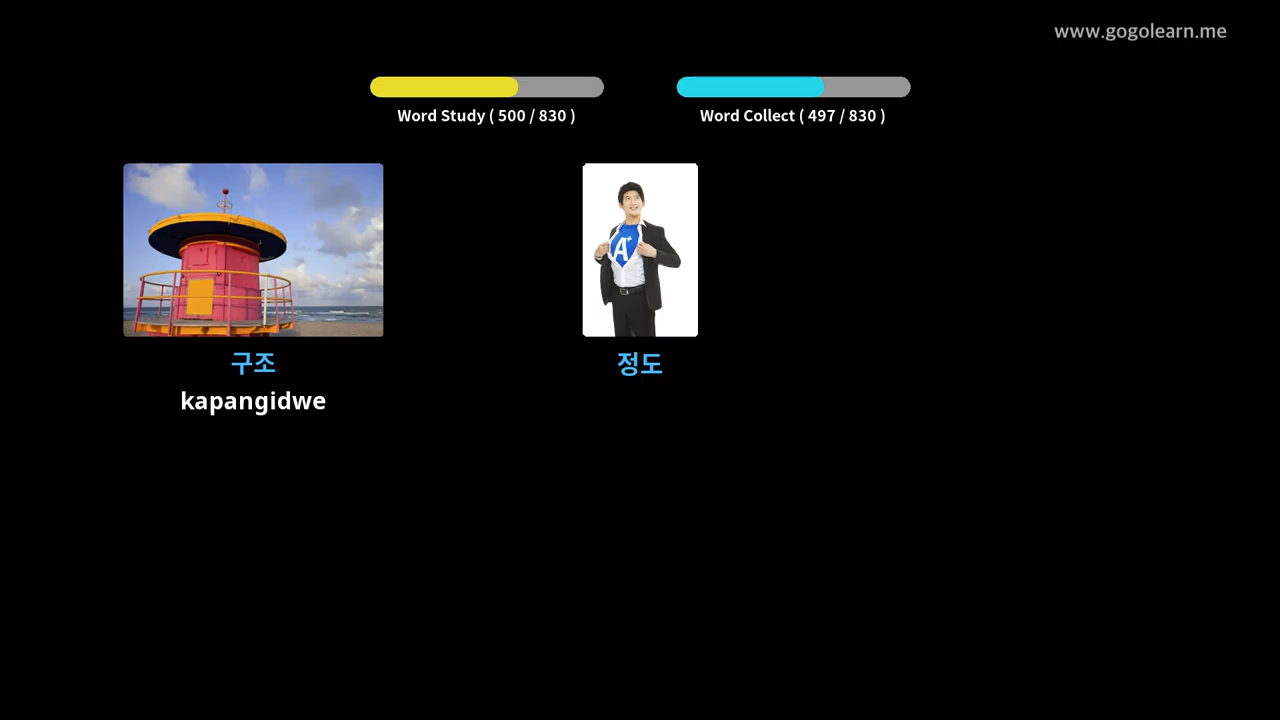 www.gogolearn.me
Word Study ( 500 / 830 )
Word Collect ( 497 / 830 )
A+
구조
정도
kapangidwe